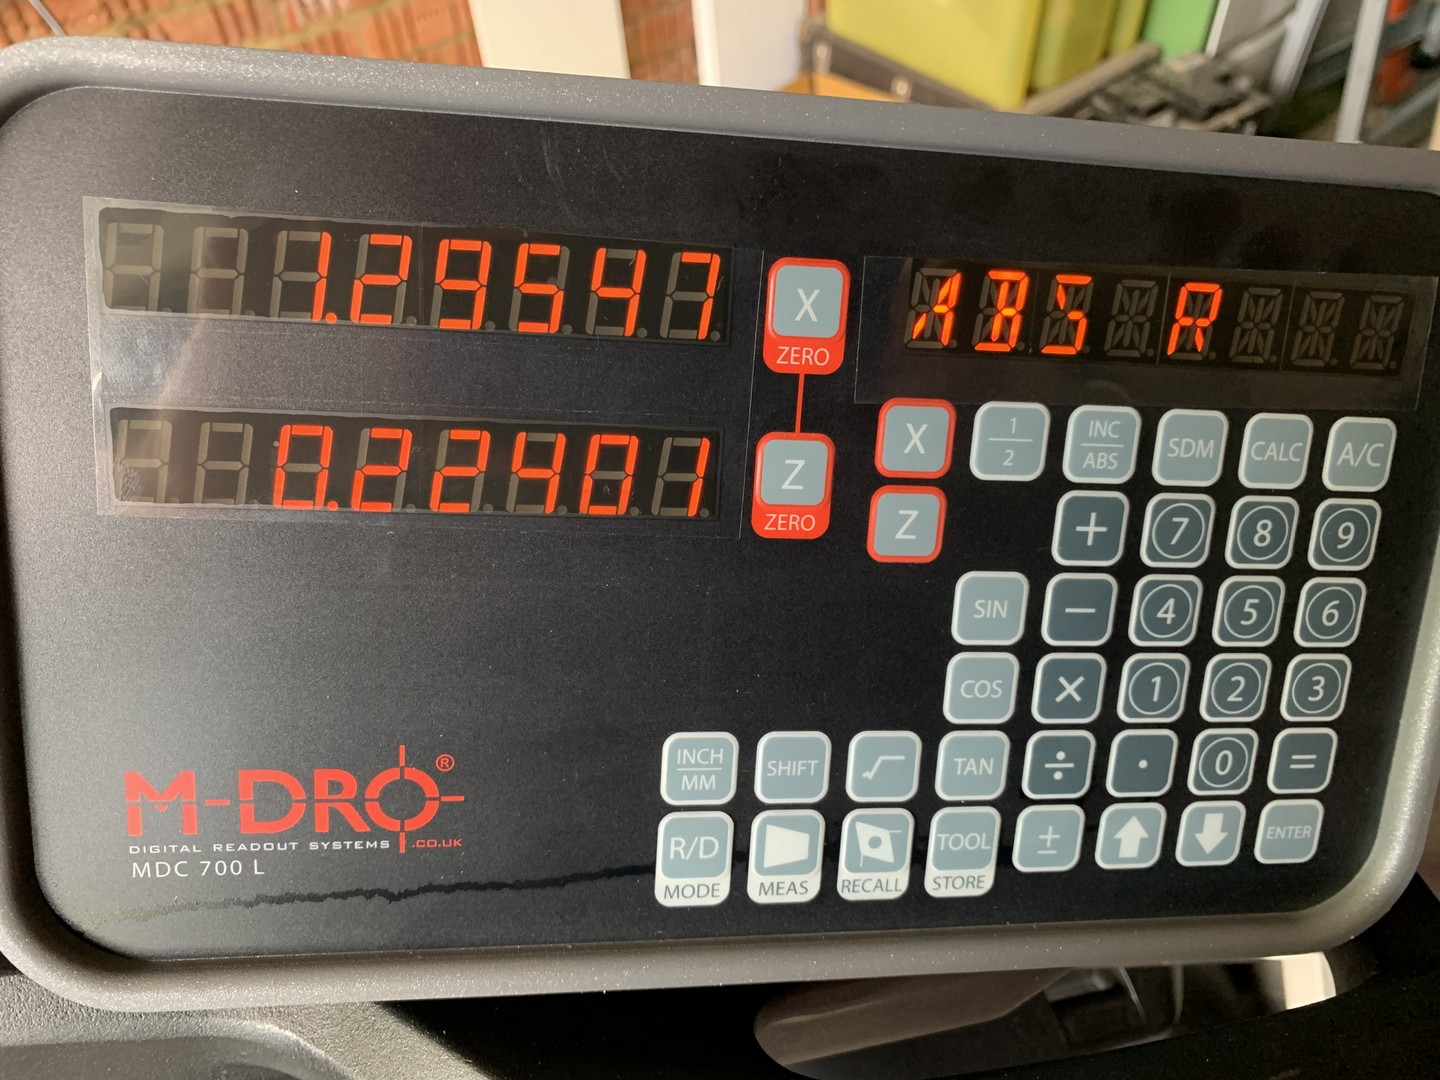 1.29547
X
ZERO
ABS R
0.22401
Z
ZERO
X
1/2
INC/ABS
SDM
CALC
A/C
Z
+
7
8
9
SIN
−
4
5
6
COS
×
1
2
3
INCH/MM
SHIFT
√
TAN
÷
·
0
=
R/D
MODE
MEAS
RECALL
TOOL
STORE
±
ENTER
M-DRO®
DIGITAL READOUT SYSTEMS .CO.UK
MDC 700 L